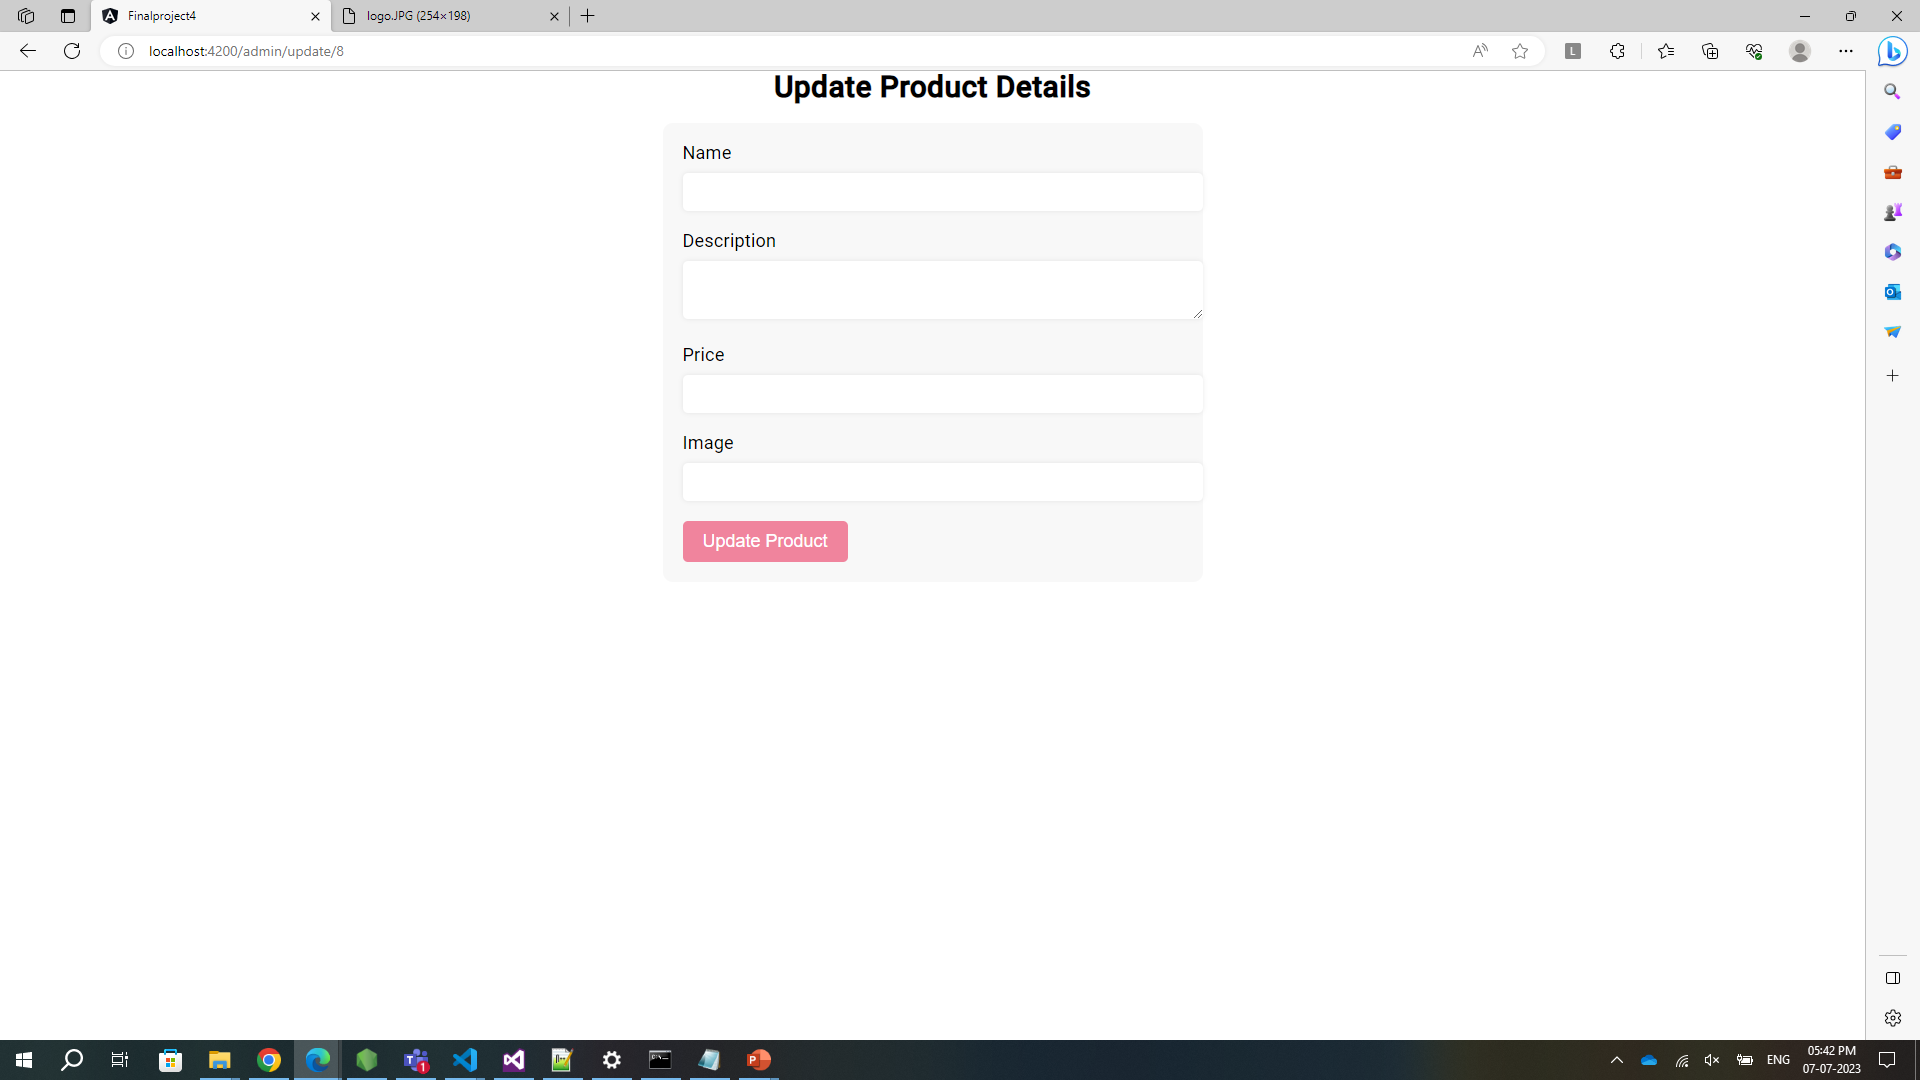 Finalproject4
logo.JPG (254×198)
localhost:4200/admin/update/8
L
Update Product Details
Name
Description
Price
Image
Update Product
1
ENG
05:42 PM
07-07-2023